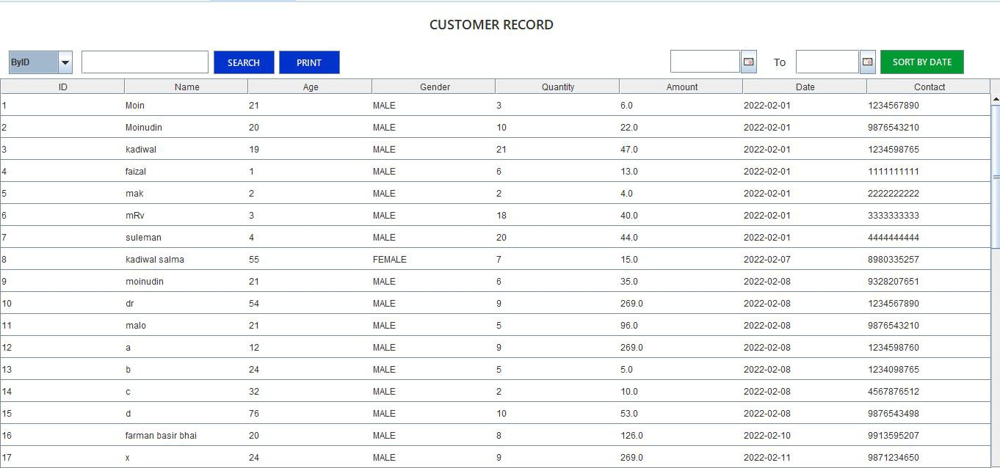 CUSTOMER RECORD
ByID SEARCH PRINT To SORT BY DATE
ID Name Age Gender Quantity Amount Date Contact
1 Moin 21 MALE 3 6.0 2022-02-01 1234567890
2 Moinudin 20 MALE 10 22.0 2022-02-01 9876543210
3 kadiwal 19 MALE 21 47.0 2022-02-01 1234598765
4 faizal 1 MALE 6 13.0 2022-02-01 1111111111
5 mak 2 MALE 2 4.0 2022-02-01 2222222222
6 mRv 3 MALE 18 40.0 2022-02-01 3333333333
7 suleman 4 MALE 20 44.0 2022-02-01 4444444444
8 kadiwal salma 55 FEMALE 7 15.0 2022-02-07 8980335257
9 moinudin 21 MALE 6 35.0 2022-02-08 9328207651
10 dr 54 MALE 9 269.0 2022-02-08 1234567890
11 malo 21 MALE 5 96.0 2022-02-08 9876543210
12 a 12 MALE 9 269.0 2022-02-08 1234598760
13 b 24 MALE 5 5.0 2022-02-08 1234098765
14 c 32 MALE 2 10.0 2022-02-08 4567876512
15 d 76 MALE 10 53.0 2022-02-08 9876543498
16 farman basir bhai 20 MALE 8 126.0 2022-02-10 9913595207
17 x 24 MALE 9 269.0 2022-02-11 9871234650